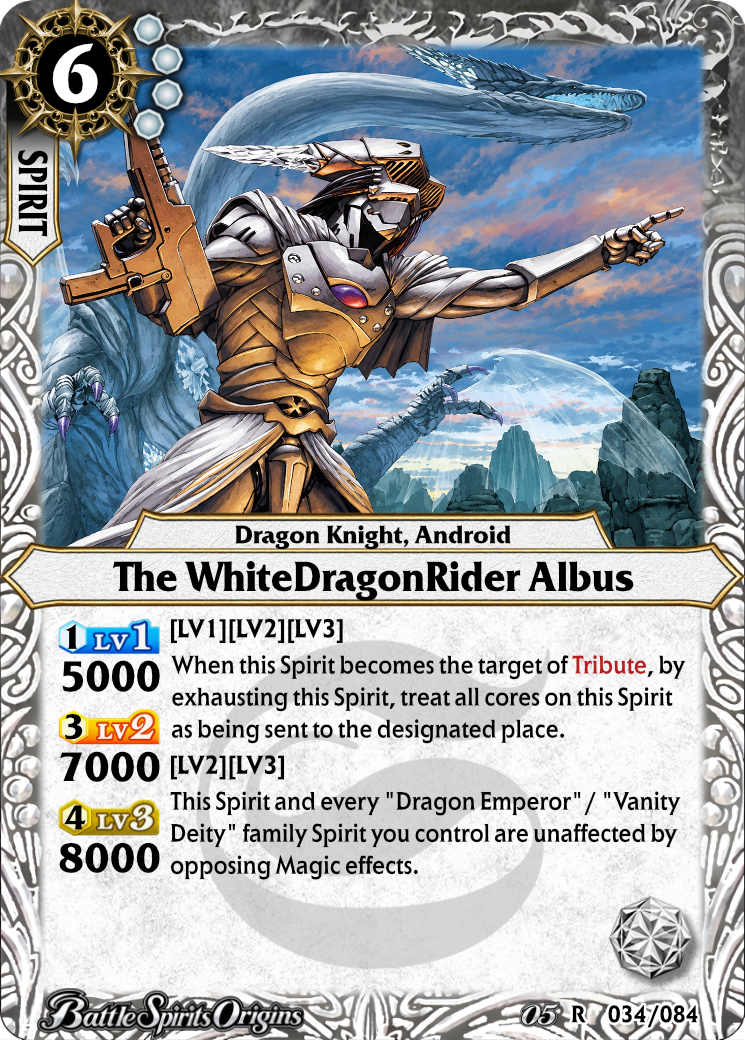 6
SPIRIT
Dragon Knight, Android
The WhiteDragonRider Albus
1 LV1
5000
3 LV2
7000
4 LV3
8000
[LV1][LV2][LV3]
When this Spirit becomes the target of Tribute, by
exhausting this Spirit, treat all cores on this Spirit
as being sent to the designated place.
[LV2][LV3]
This Spirit and every "Dragon Emperor" / "Vanity
Deity" family Spirit you control are unaffected by
opposing Magic effects.
Battle Spirits Origins
05 R 034/084